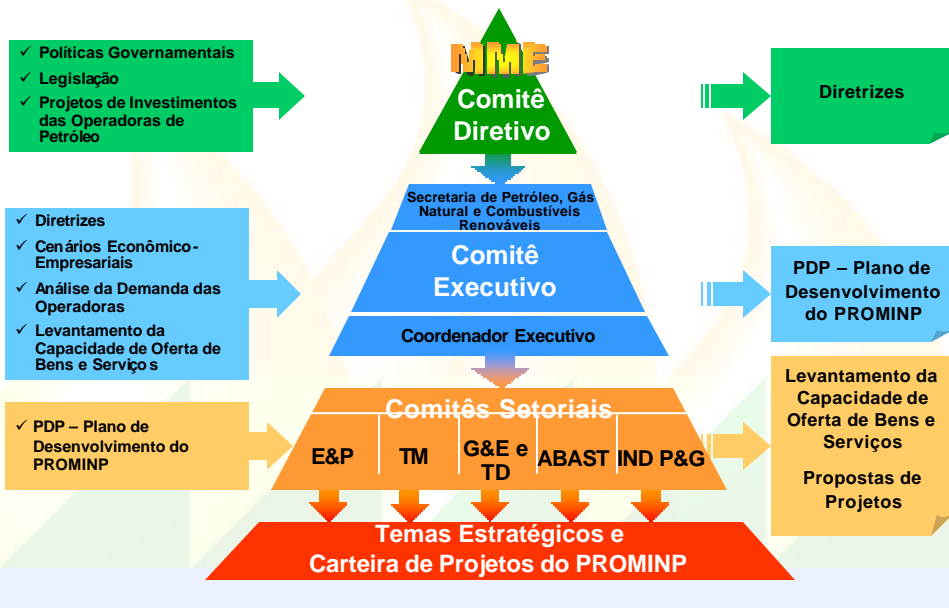 ✓ Políticas Governamentais
✓ Legislação
✓ Projetos de Investimentos
das Operadoras de
Petróleo
MME
Comitê
Diretivo
Diretrizes
✓ Diretrizes
✓ Cenários Econômico-
Empresariais
✓ Análise da Demanda das
Operadoras
✓ Levantamento da
Capacidade de Oferta de
Bens e Serviços
Secretaria de Petróleo, Gás
Natural e Combustíveis
Renováveis
Comitê
Executivo
Coordenador Executivo
PDP – Plano de
Desenvolvimento
do PROMINP
✓ PDP – Plano de
Desenvolvimento do
PROMINP
Comitês Setoriais
E&P
TM
G&E e
TD
ABAST
IND P&G
Levantamento da
Capacidade de
Oferta de Bens e
Serviços
Propostas de
Projetos
Temas Estratégicos e
Carteira de Projetos do PROMINP